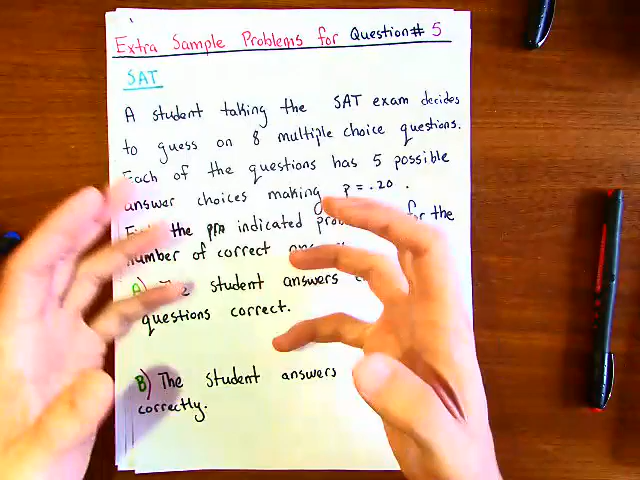 Extra Sample Problems for Question# 5
SAT
A student taking the SAT exam decides
to guess on 8 multiple choice questions.
Each of the questions has 5 possible
answer choices making p = .20 .
the indicated for the
number of correct
A) The student answers
questions correct.
B) The student answers
correctly.